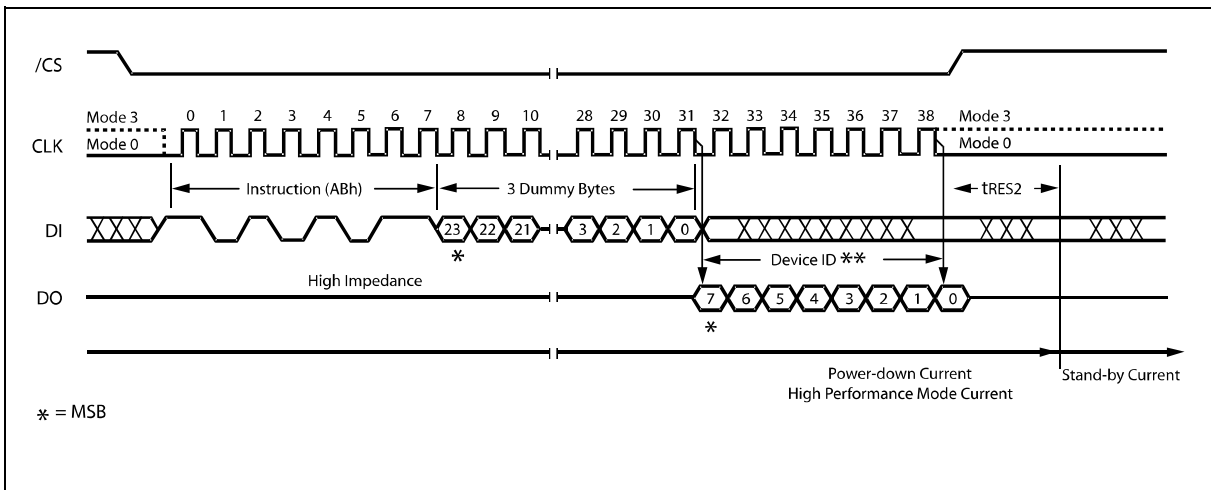 /CS
Mode 3
0 1 2 3 4 5 6 7 8 9 10 28 29 30 31 32 33 34 35 36 37 38
Mode 3
CLK
Mode 0
Mode 0
Instruction (ABh)
3 Dummy Bytes
tRES2
DI
23 22 21 3 2 1 0
*
Device ID **
High Impedance
DO
7 6 5 4 3 2 1 0
*
Power-down Current
High Performance Mode Current
Stand-by Current
* = MSB